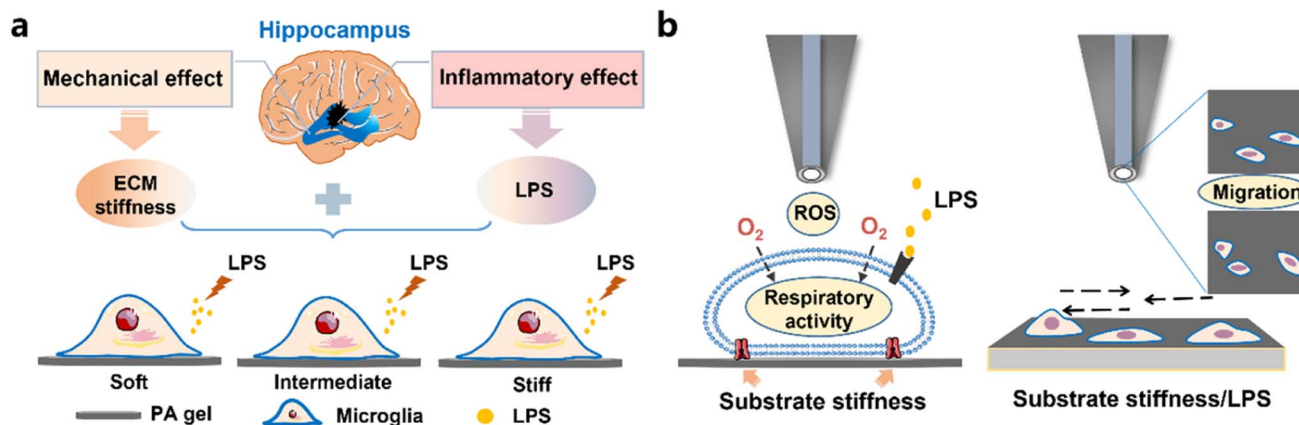 a
Hippocampus
Mechanical effect
Inflammatory effect
ECM
stiffness
LPS
LPS
LPS
LPS
Soft
Intermediate
Stiff
PA gel
Microglia
LPS
b
ROS
LPS
O2
O2
Respiratory
activity
Substrate stiffness
Migration
Substrate stiffness/LPS